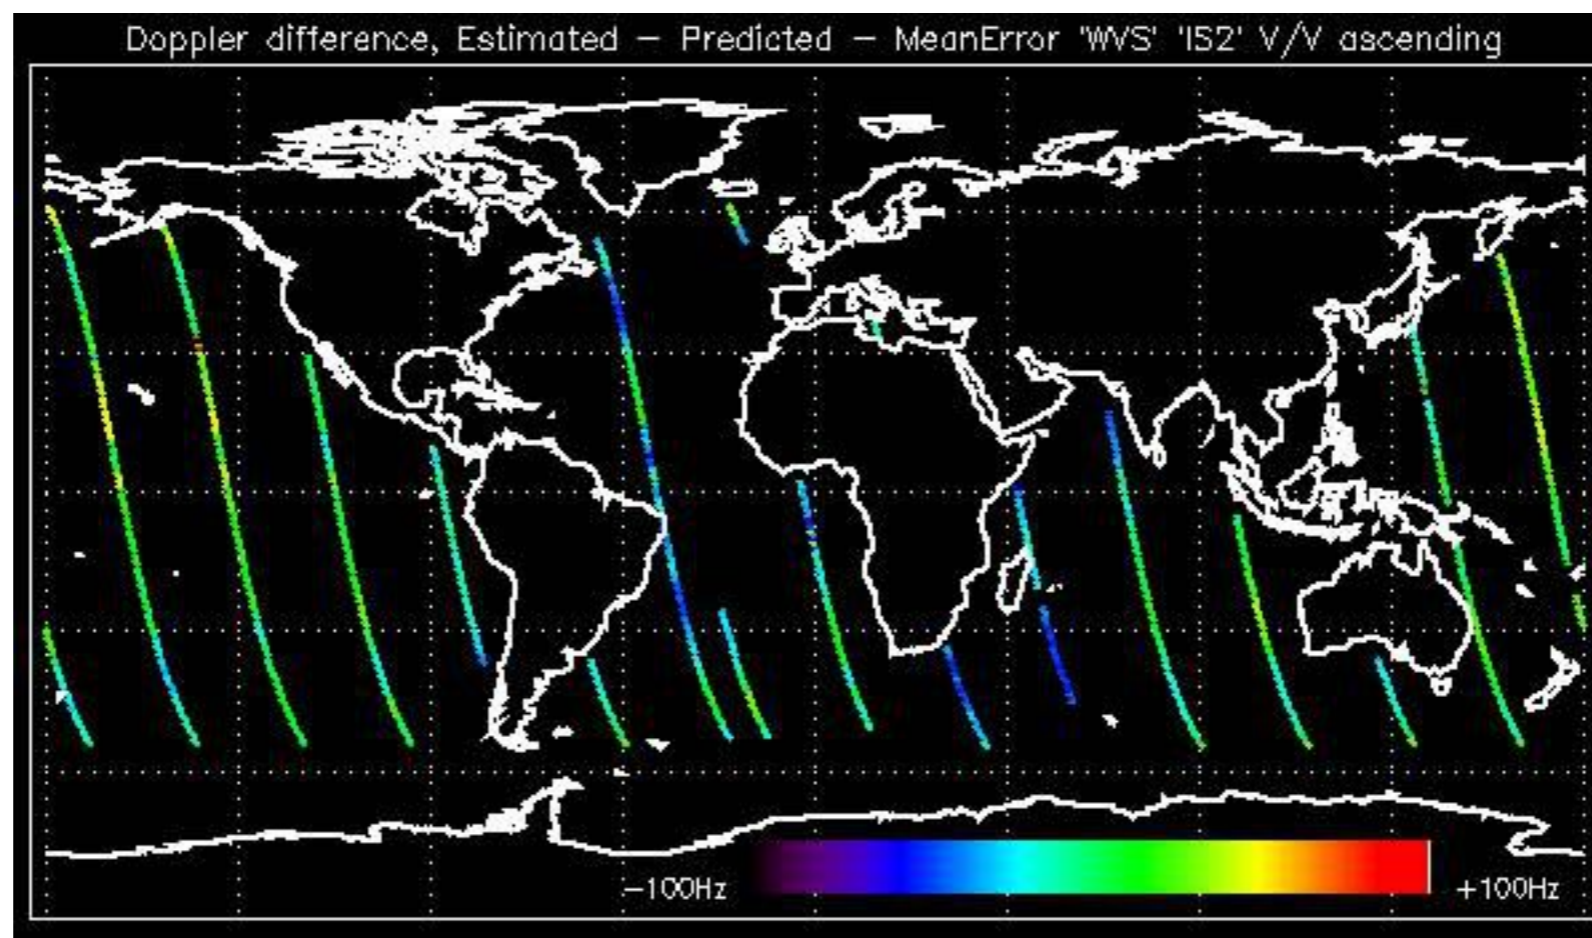 Doppler difference, Estimated - Predicted - MeanError 'WVS' 'IS2' V/V ascending
-100Hz
+100Hz